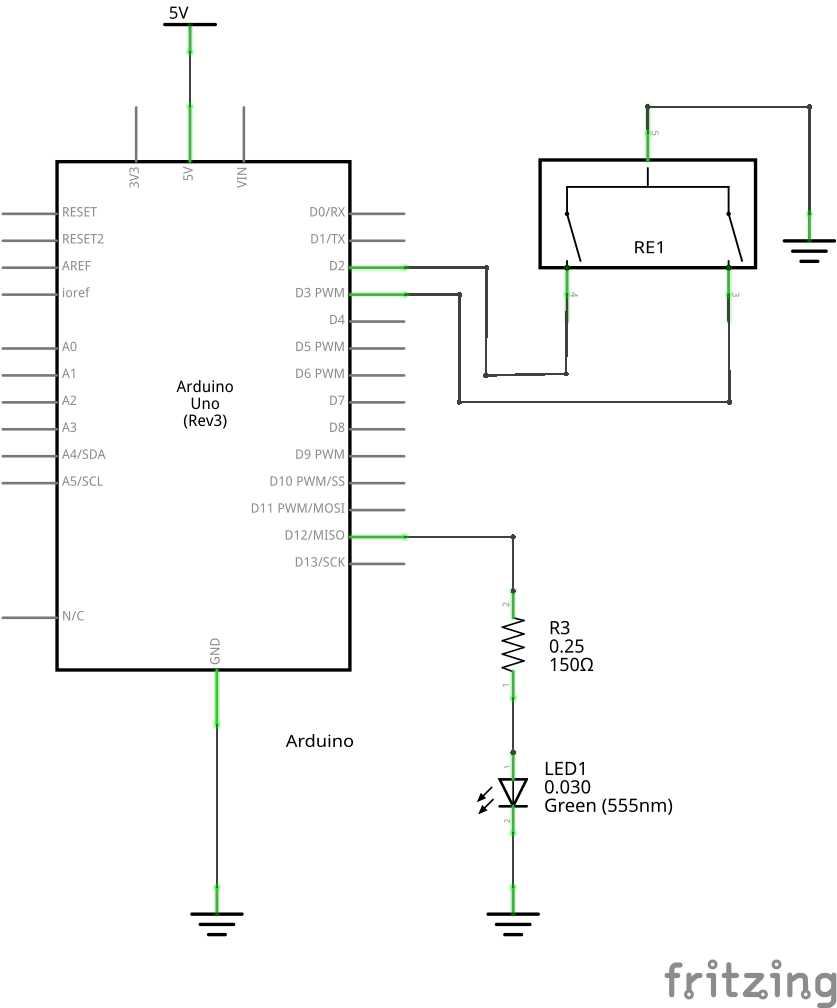 5V
3V3
5V
VIN
RESET
RESET2
AREF
ioref
A0
A1
A2
A3
A4/SDA
A5/SCL
N/C
D0/RX
D1/TX
D2
D3 PWM
D4
D5 PWM
D6 PWM
D7
D8
D9 PWM
D10 PWM/SS
D11 PWM/MOSI
D12/MISO
D13/SCK
Arduino
Uno
(Rev3)
GND
Arduino
5
RE1
4
3
2
R3
0.25
150Ω
1
1
LED1
0.030
Green (555nm)
2
fritzing